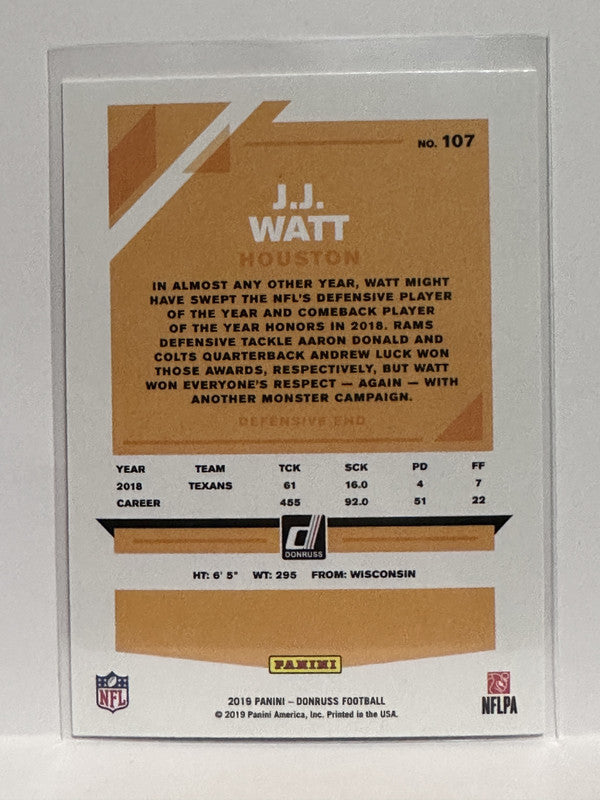 NO. 107
J.J.
WATT
HOUSTON
IN ALMOST ANY OTHER YEAR, WATT MIGHT
HAVE SWEPT THE NFL'S DEFENSIVE PLAYER
OF THE YEAR AND COMEBACK PLAYER
OF THE YEAR HONORS IN 2018. RAMS
DEFENSIVE TACKLE AARON DONALD AND
COLTS QUARTERBACK ANDREW LUCK WON
THOSE AWARDS, RESPECTIVELY, BUT WATT
WON EVERYONE'S RESPECT — AGAIN — WITH
ANOTHER MONSTER CAMPAIGN.
DEFENSIVE END
YEAR TEAM TCK SCK PD FF
2018 TEXANS 61 16.0 4 7
CAREER 455 92.0 51 22
DONRUSS
HT: 6' 5" WT: 295 FROM: WISCONSIN
PANINI
NFL
2019 PANINI – DONRUSS FOOTBALL
© 2019 Panini America, Inc. Printed in the USA.
NFLPA